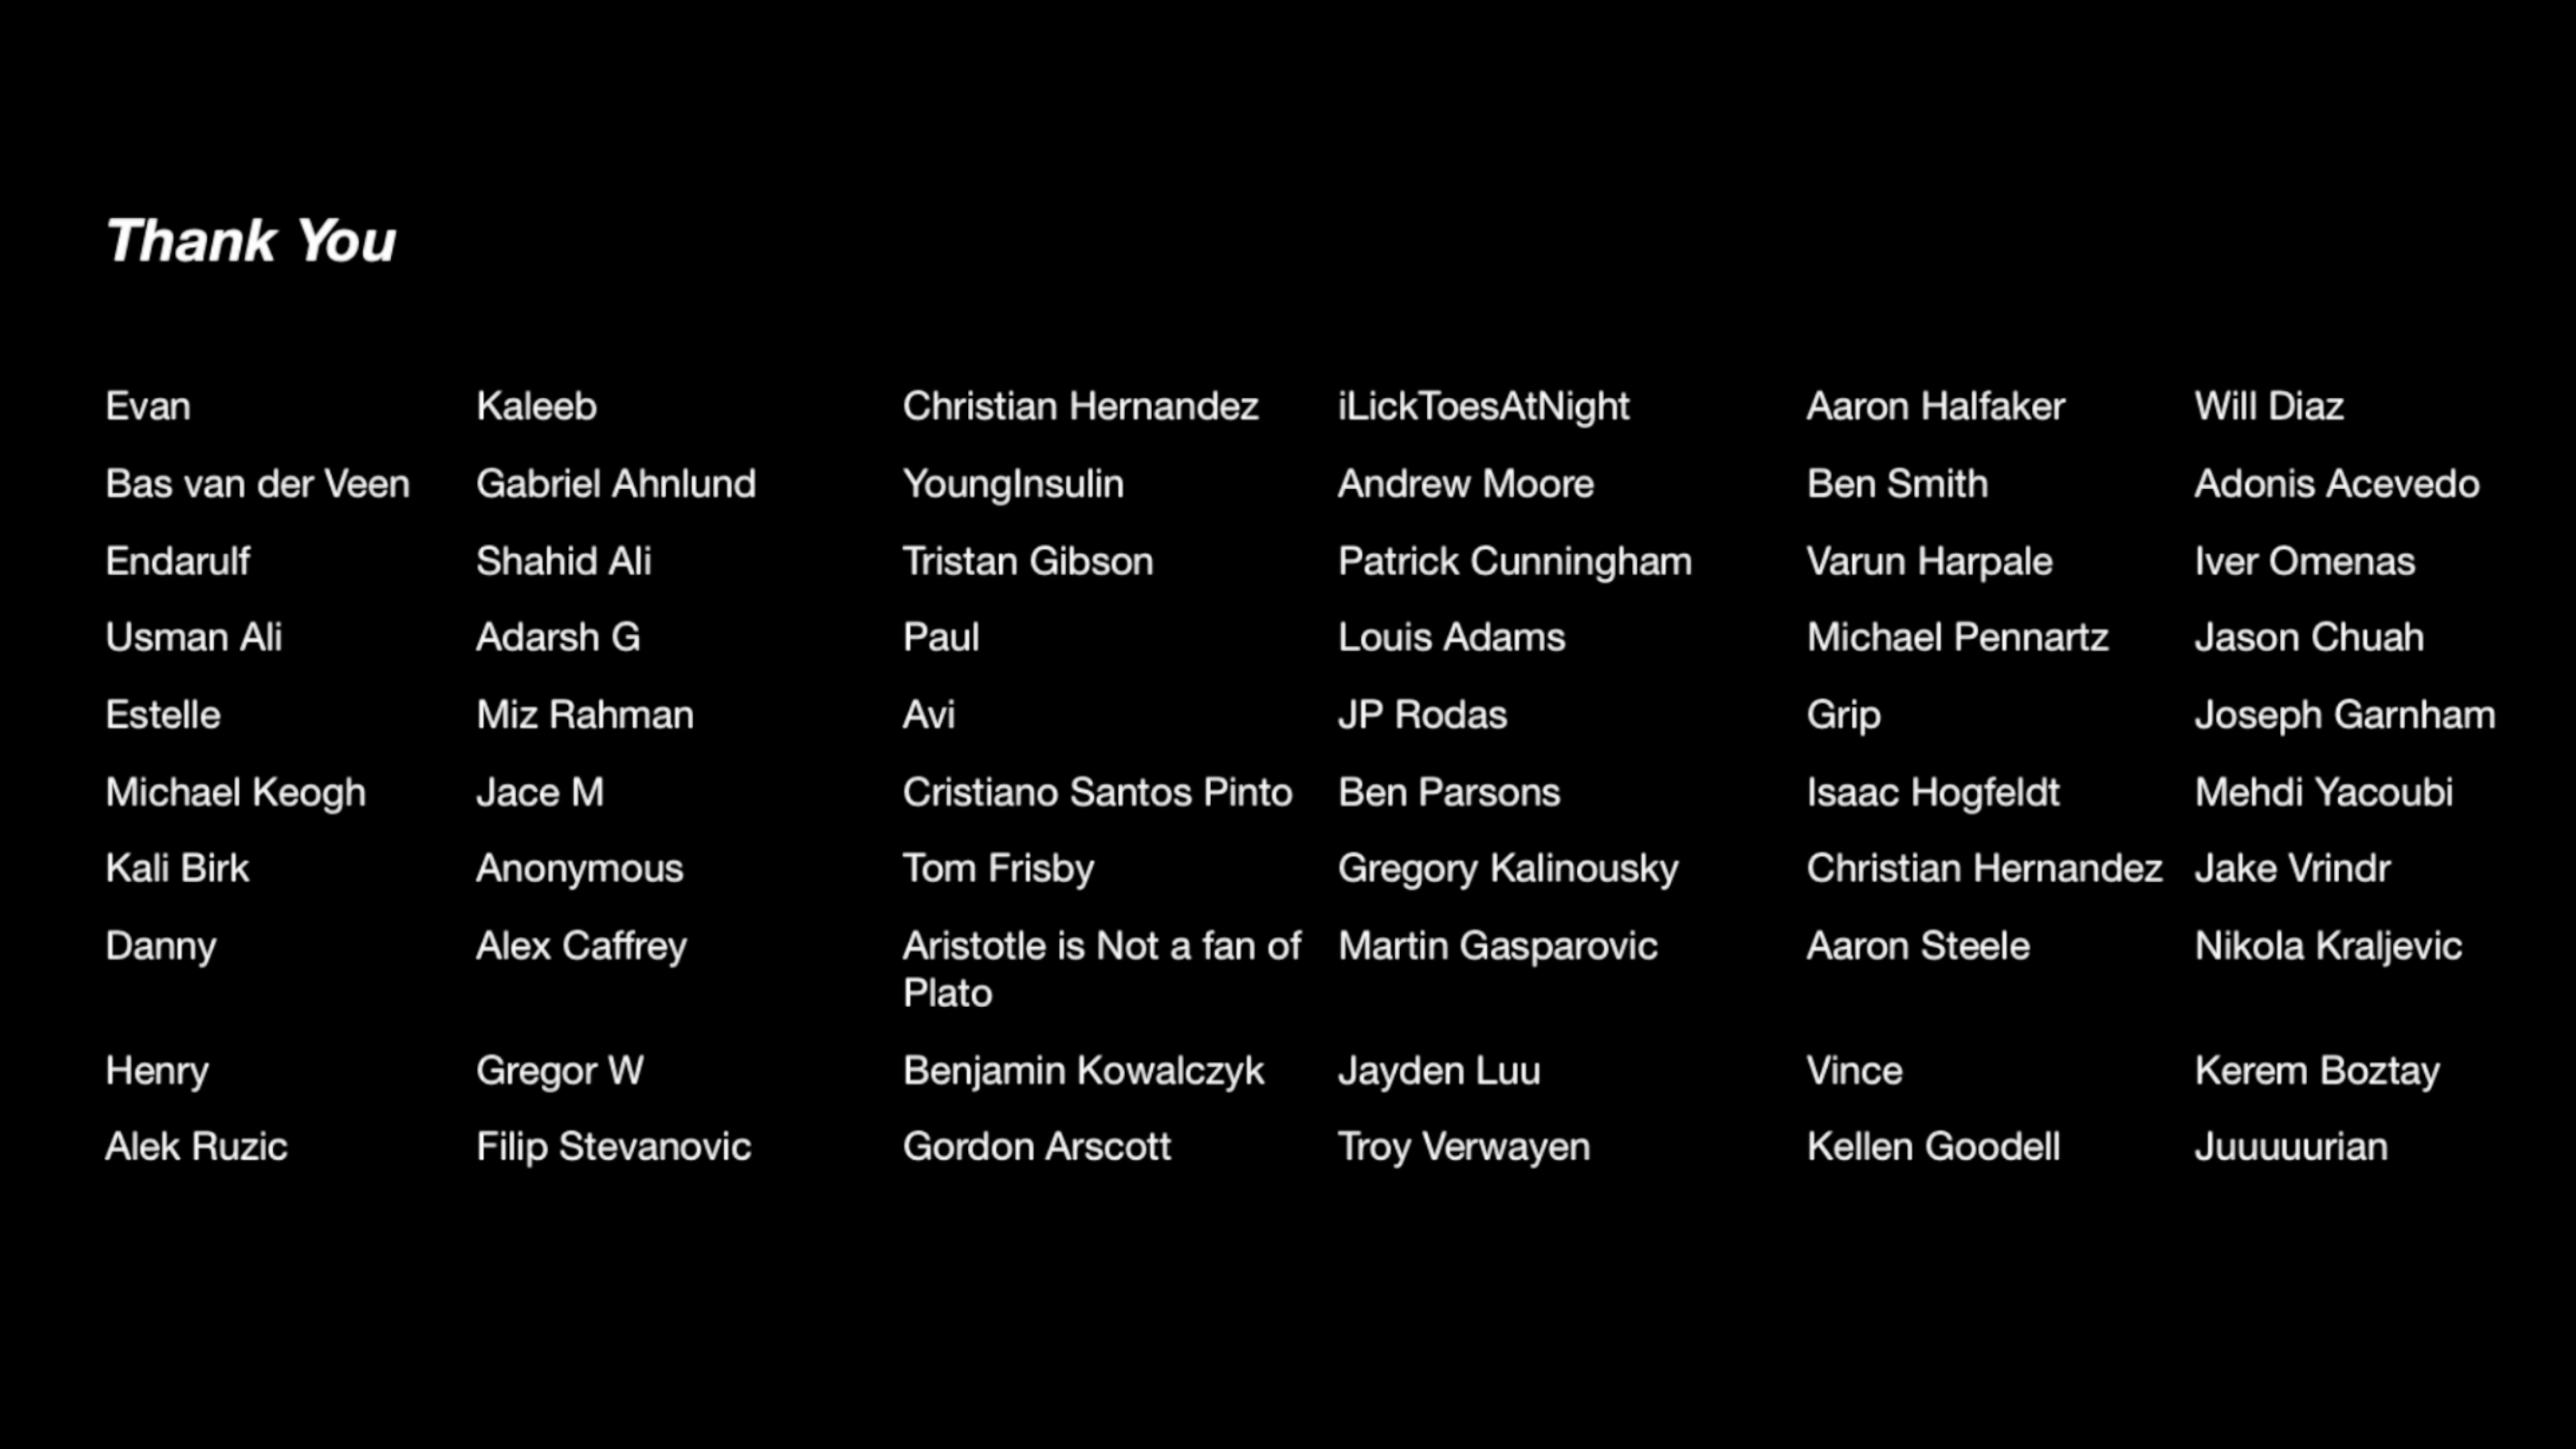 Thank You
Evan Kaleeb Christian Hernandez iLickToesAtNight Aaron Halfaker Will Diaz
Bas van der Veen Gabriel Ahnlund YoungInsulin Andrew Moore Ben Smith Adonis Acevedo
Endarulf Shahid Ali Tristan Gibson Patrick Cunningham Varun Harpale Iver Omenas
Usman Ali Adarsh G Paul Louis Adams Michael Pennartz Jason Chuah
Estelle Miz Rahman Avi JP Rodas Grip Joseph Garnham
Michael Keogh Jace M Cristiano Santos Pinto Ben Parsons Isaac Hogfeldt Mehdi Yacoubi
Kali Birk Anonymous Tom Frisby Gregory Kalinousky Christian Hernandez Jake Vrindr
Danny Alex Caffrey Aristotle is Not a fan of Martin Gasparovic Aaron Steele Nikola Kraljevic
Plato
Henry Gregor W Benjamin Kowalczyk Jayden Luu Vince Kerem Boztay
Alek Ruzic Filip Stevanovic Gordon Arscott Troy Verwayen Kellen Goodell Juuuuurian